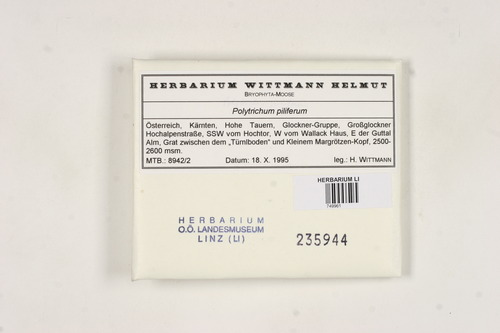 HERBARIUM WITTMANN HELMUT
BRYOPHYTA-MOOSE
Polytrichum piliferum
Österreich, Kärnten, Hohe Tauern, Glockner-Gruppe, Großglockner
Hochalpenstraße, SSW vom Hochtor, W vom Wallack Haus, E der Guttal
Alm, Grat zwischen dem „Tümlboden" und Kleinem Margrötzen-Kopf, 2500-
2600 msm.
MTB.: 8942/2 Datum: 18. X. 1995 leg.: H. WITTMANN
HERBARIUM LI
749961
HERBARIUM
O.Ö. LANDESMUSEUM
LINZ (LI)
235944